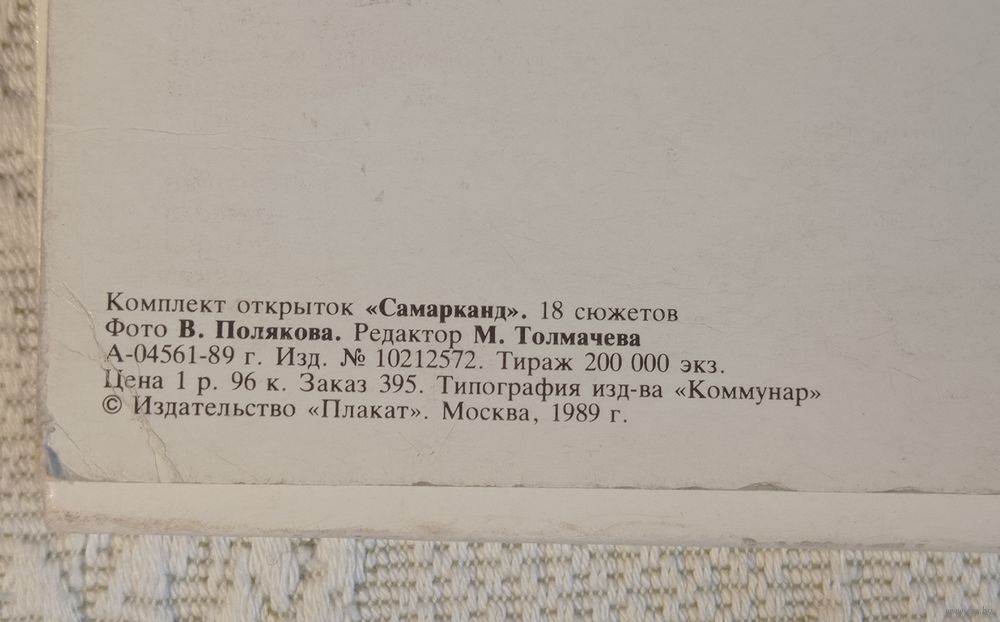 Комплект открыток «Самарканд». 18 сюжетов
Фото В. Полякова. Редактор М. Толмачева
А-04561-89 г. Изд. № 10212572. Тираж 200 000 экз.
Цена 1 р. 96 к. Заказ 395. Типография изд-ва «Коммунар»
© Издательство «Плакат». Москва, 1989 г.